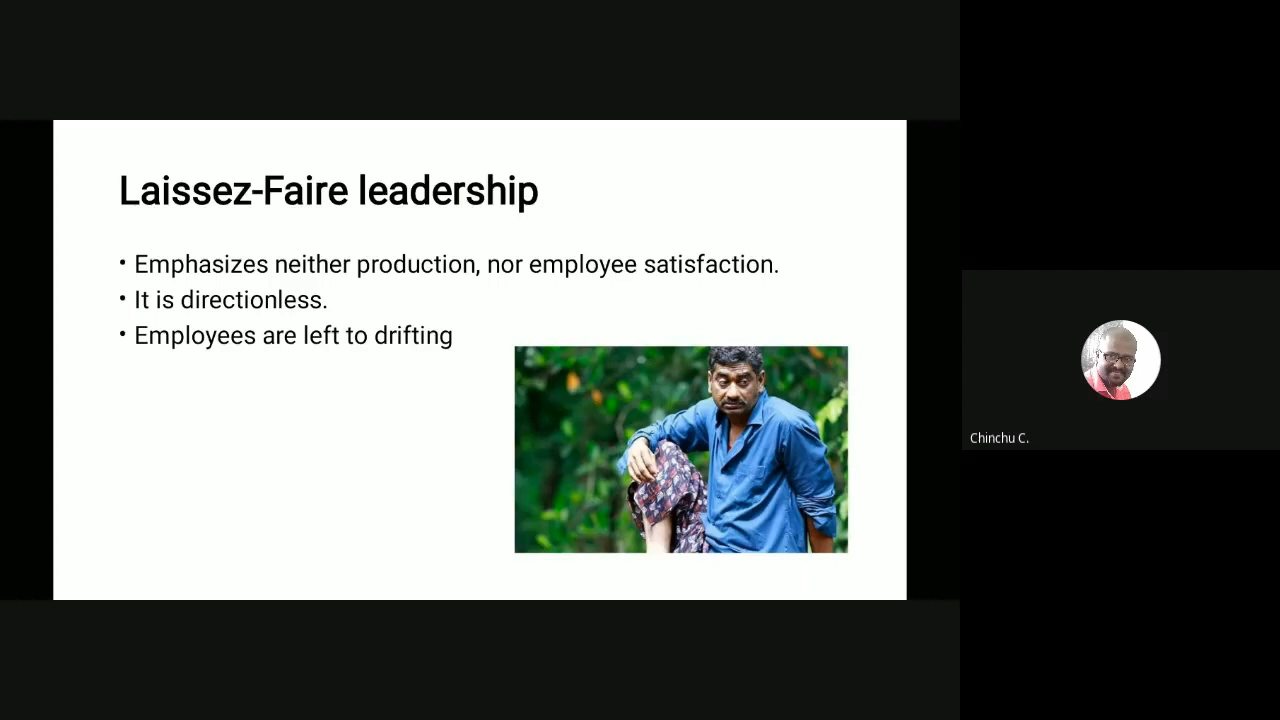 Laissez-Faire leadership
• Emphasizes neither production, nor employee satisfaction.
• It is directionless.
• Employees are left to drifting
Chinchu C.